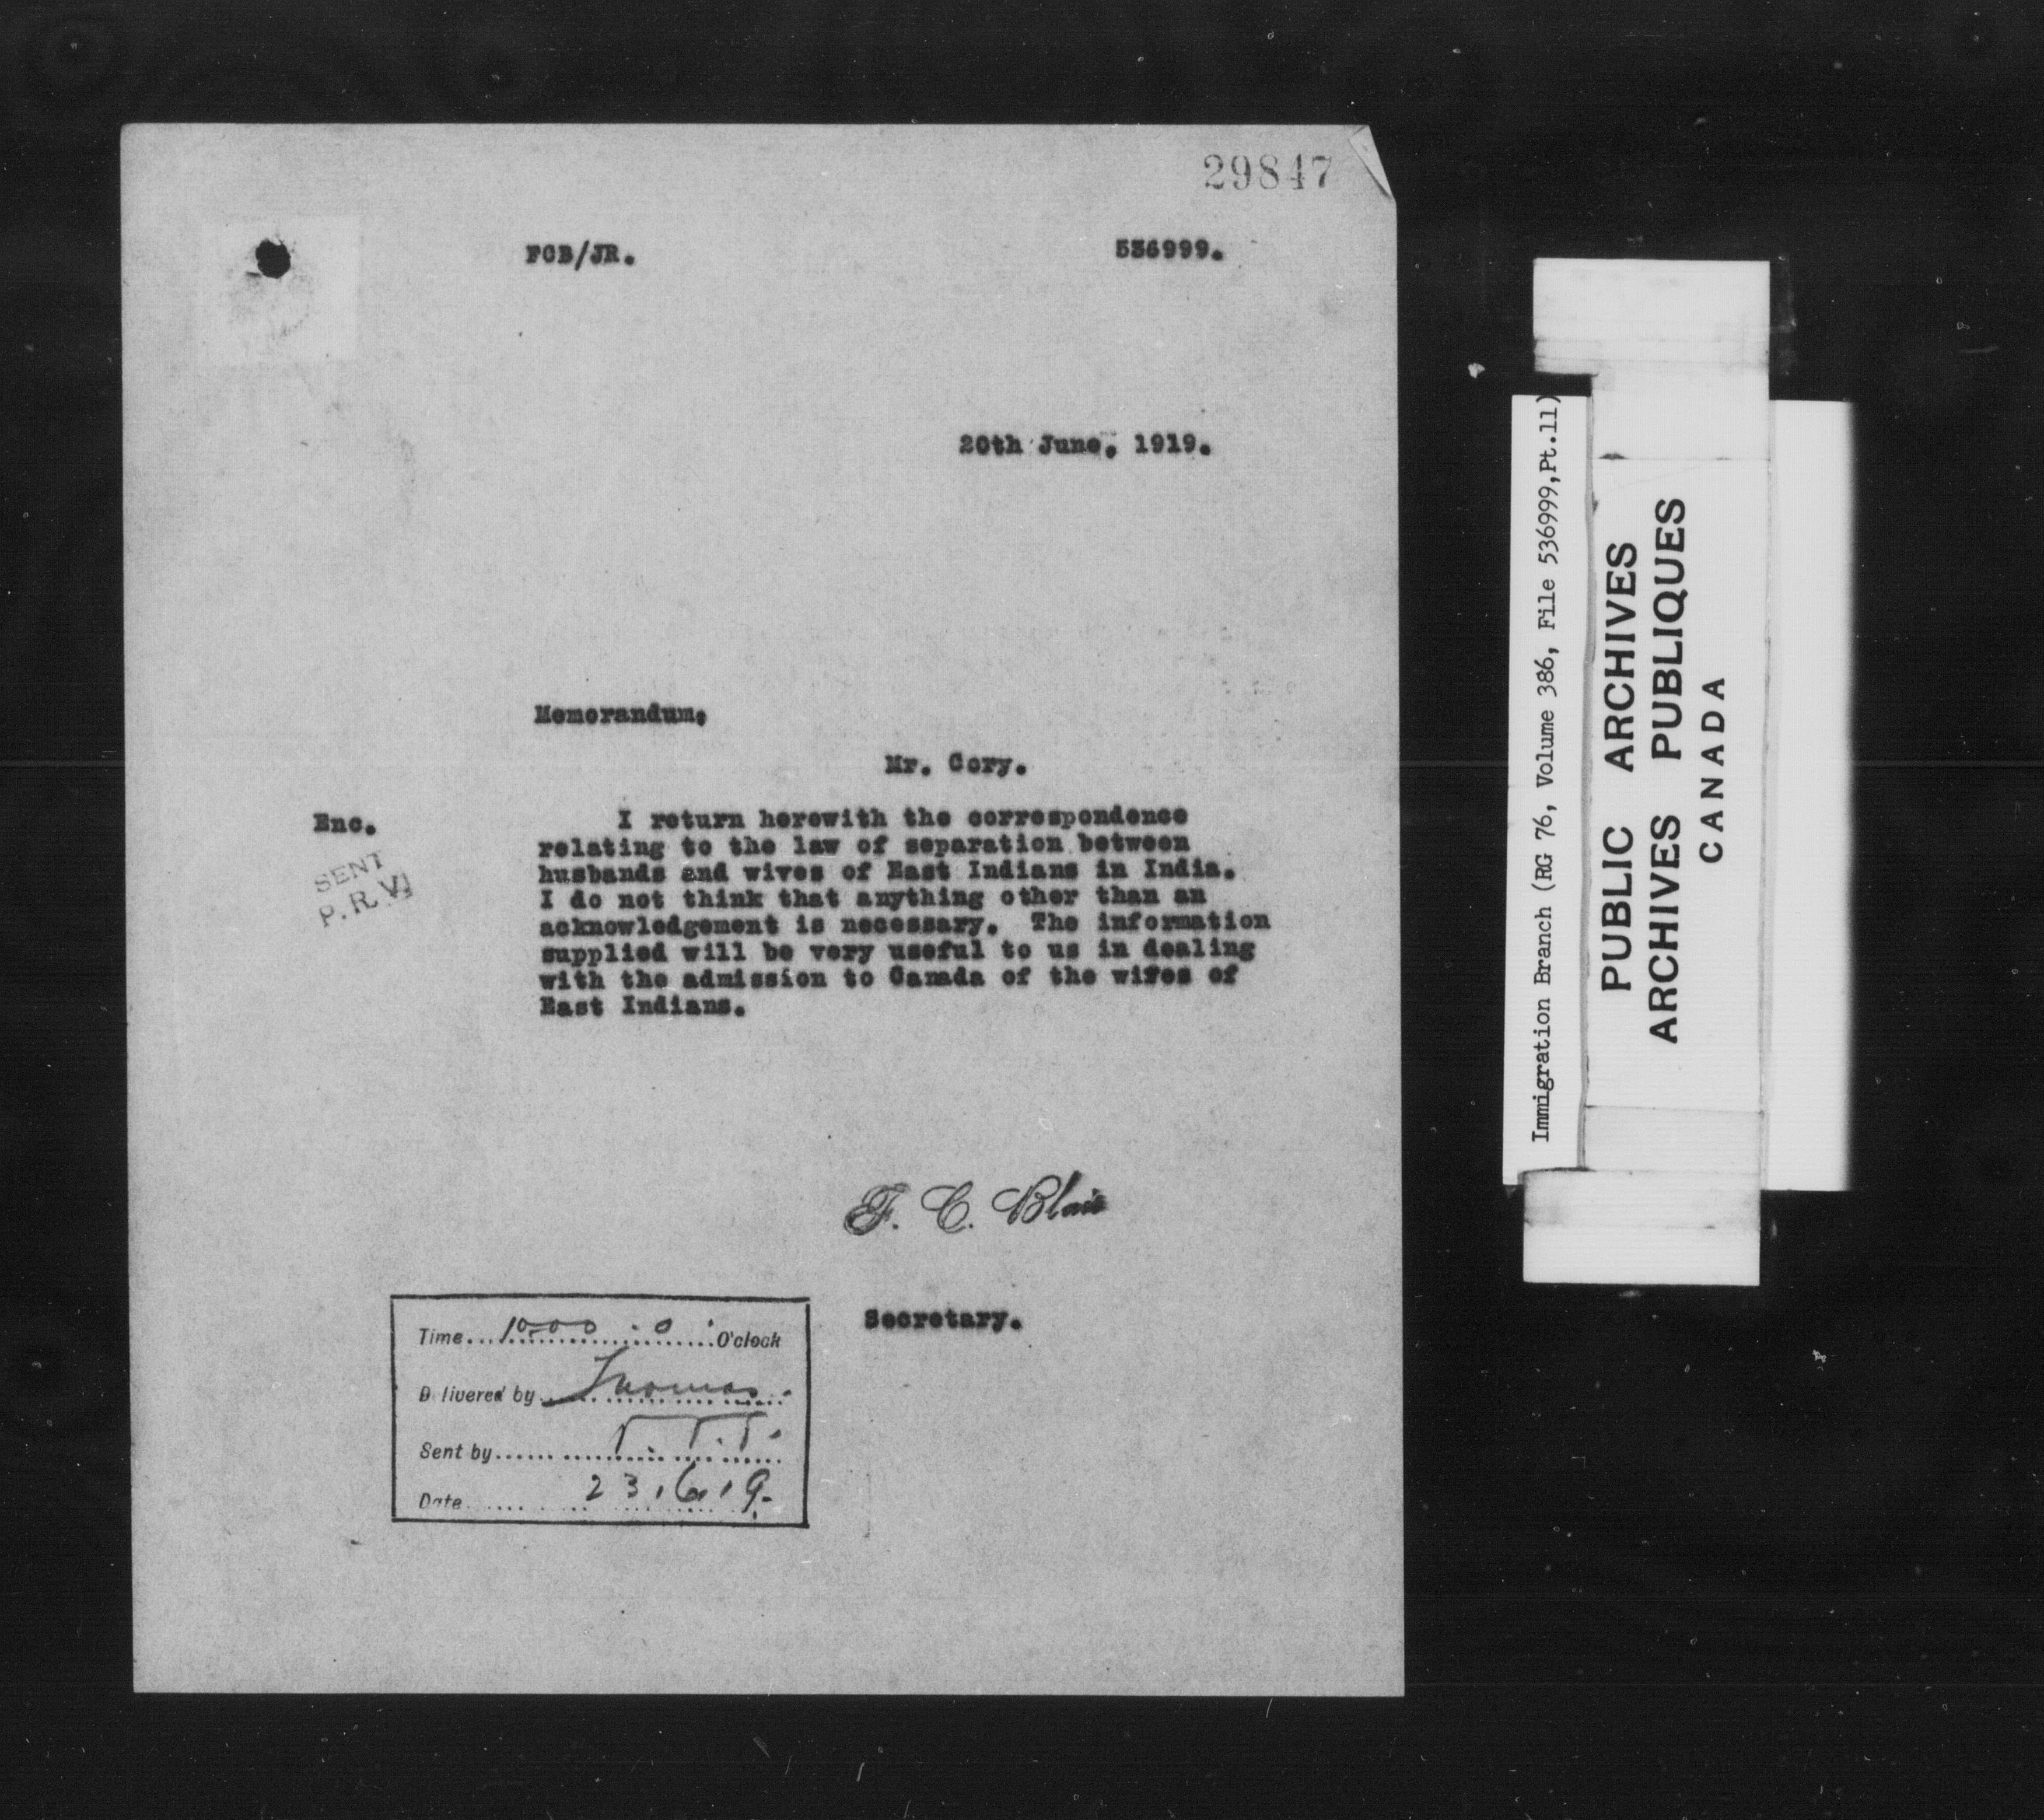 29847
FCB/JR.
536999.
20th June, 1919.
Memorandum,
Mr. Cory.
Enc.
SENT
P. R. V
I return herewith the correspondence
relating to the law of separation between
husbands and wives of East Indians in India.
I do not think that anything other than an
acknowledgement is necessary. The information
supplied will be very useful to us in dealing
with the admission to Canada of the wives of
East Indians.
F. C. Blair
Secretary.
Time O'clock
D livered by Thomas
Sent by
Date 23.6.19.
Immigration Branch (RG 76, Volume 386, File 536999,Pt.11)
PUBLIC ARCHIVES
ARCHIVES PUBLIQUES
CANADA